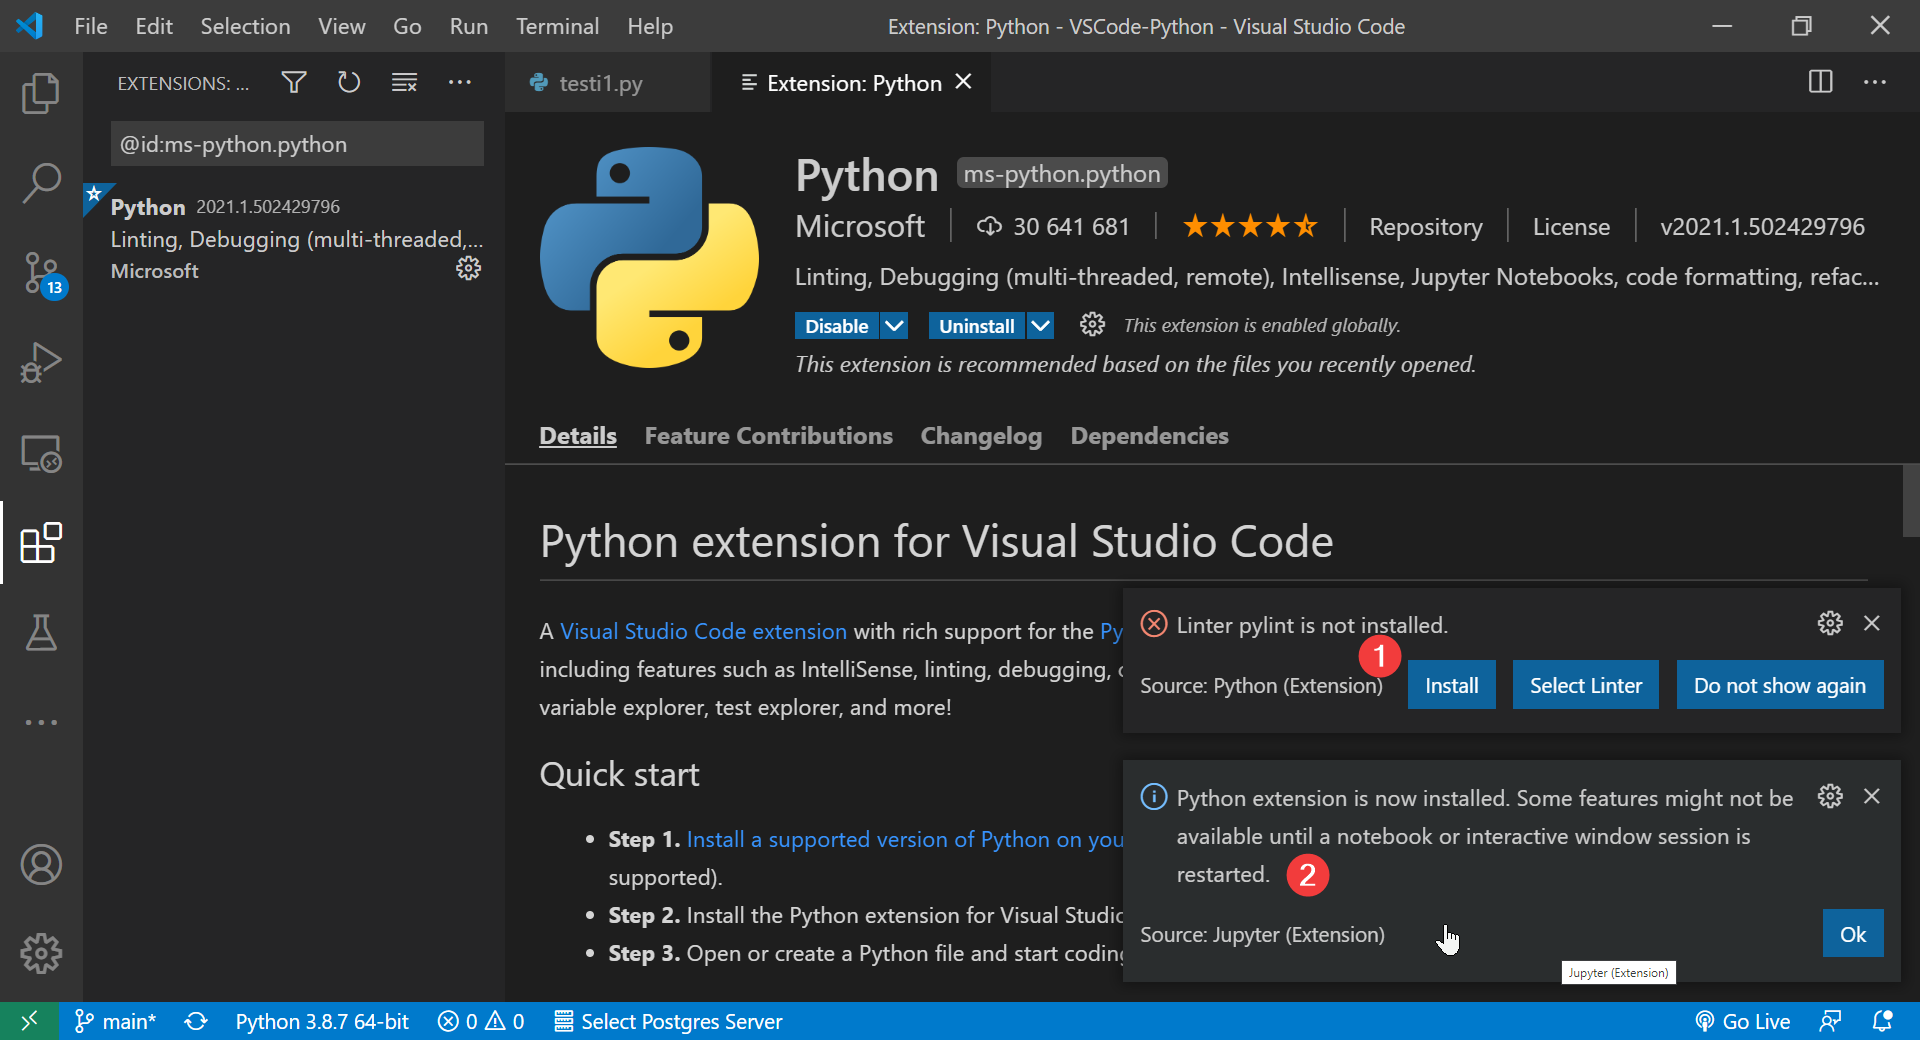 File Edit Selection View Go Run Terminal Help
Extension: Python - VSCode-Python - Visual Studio Code
EXTENSIONS: ...
testi1.py
Extension: Python
@id:ms-python.python
Python 2021.1.502429796
Linting, Debugging (multi-threaded,...
Microsoft
13
Python ms-python.python
Microsoft 30 641 681 Repository License v2021.1.502429796
Linting, Debugging (multi-threaded, remote), Intellisense, Jupyter Notebooks, code formatting, refac...
Disable Uninstall This extension is enabled globally.
This extension is recommended based on the files you recently opened.
Details Feature Contributions Changelog Dependencies
Python extension for Visual Studio Code
A Visual Studio Code extension with rich support for the Py
including features such as IntelliSense, linting, debugging,
variable explorer, test explorer, and more!
Quick start
• Step 1. Install a supported version of Python on you
supported).
• Step 2. Install the Python extension for Visual Studio
• Step 3. Open or create a Python file and start coding
Linter pylint is not installed.
1
Source: Python (Extension) Install Select Linter Do not show again
Python extension is now installed. Some features might not be
available until a notebook or interactive window session is
restarted. 2
Source: Jupyter (Extension) Ok
Jupyter (Extension)
main* Python 3.8.7 64-bit 0 0 Select Postgres Server Go Live